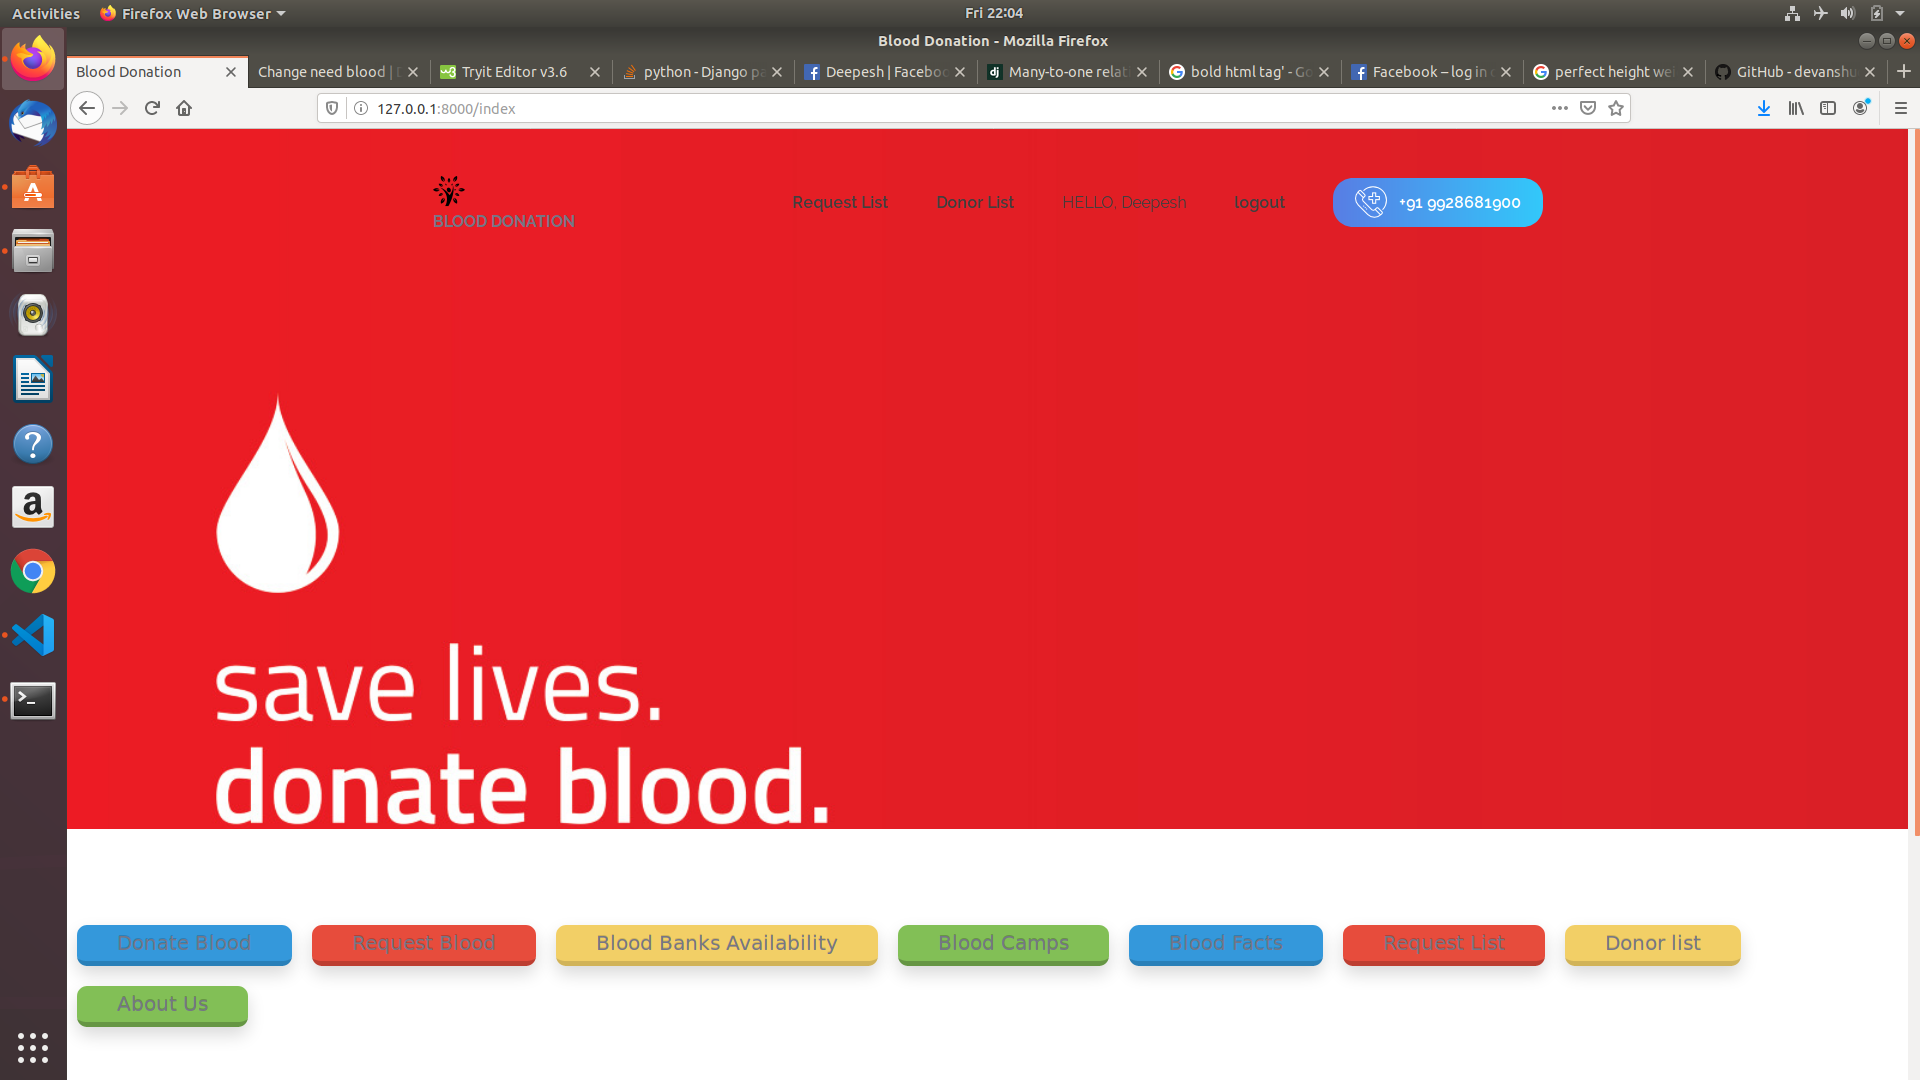 Activities Firefox Web Browser Fri 22:04
Blood Donation - Mozilla Firefox
Blood Donation Change need blood | Tryit Editor v3.6 python - Django pa Deepesh | Faceboo Many-to-one relati bold html tag' - Go Facebook – log in o perfect height wei GitHub - devanshu
127.0.0.1:8000/index
BLOOD DONATION
Request List Donor List HELLO, Deepesh logout +91 9928681900
save lives.
donate blood.
Donate Blood Request Blood Blood Banks Availability Blood Camps Blood Facts Request List Donor list
About Us